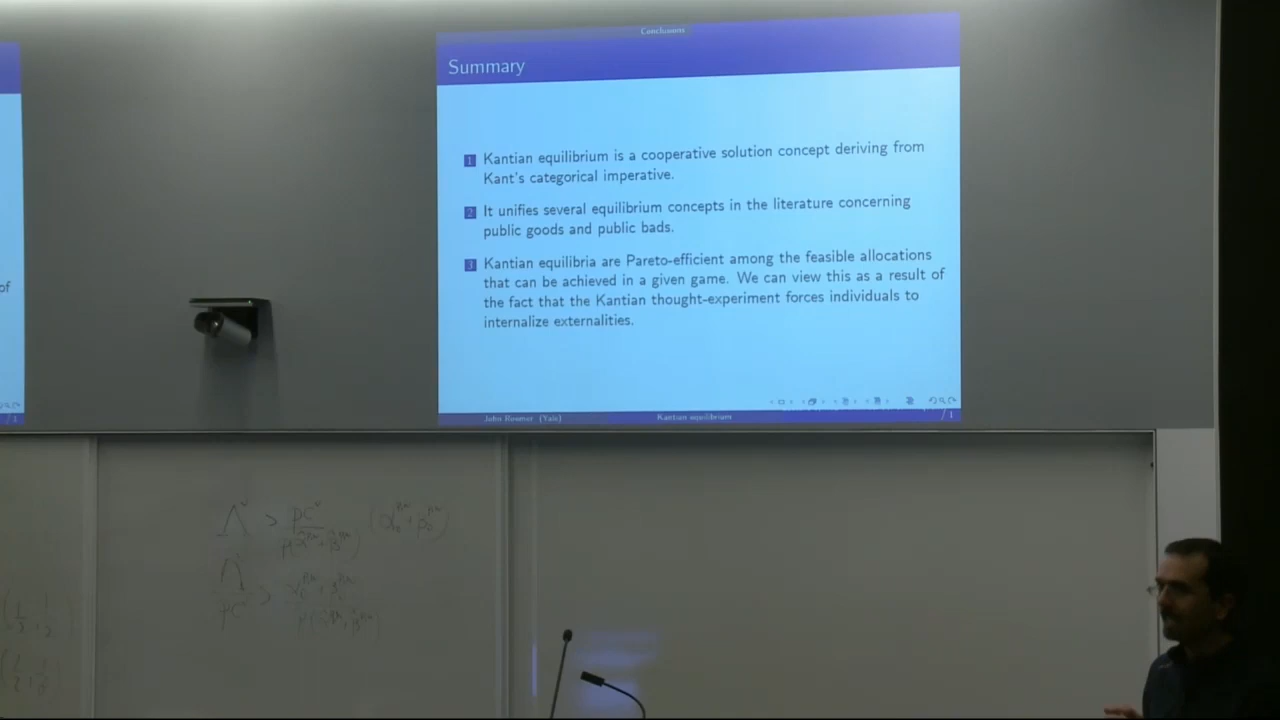 Conclusions
Summary
1 Kantian equilibrium is a cooperative solution concept deriving from
Kant's categorical imperative.
2 It unifies several equilibrium concepts in the literature concerning
public goods and public bads.
3 Kantian equilibria are Pareto-efficient among the feasible allocations
that can be achieved in a given game. We can view this as a result of
the fact that the Kantian thought-experiment forces individuals to
internalize externalities.
of
John Roemer (Yale) Kantian equilibrium / 1
/ 1